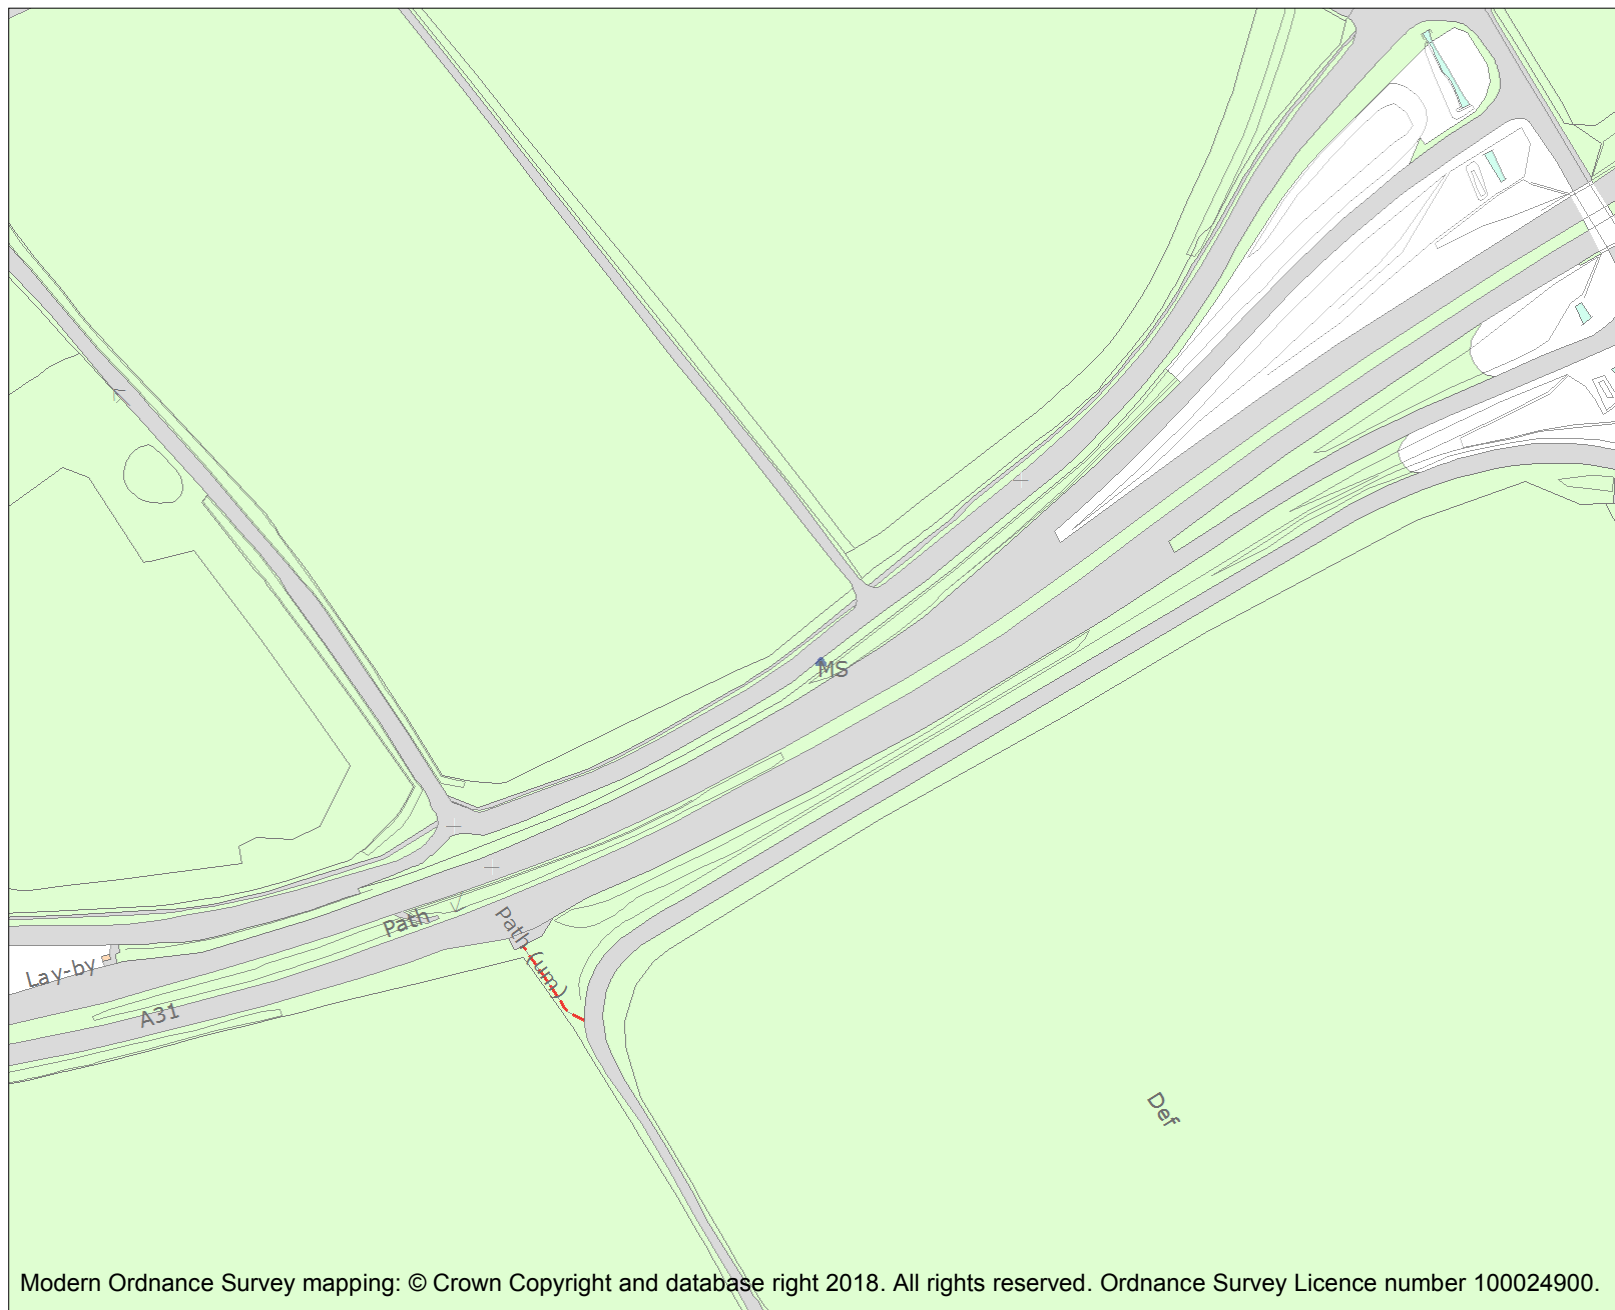 MS
Path
Path (um)
Lay-by
A31
Def
Modern Ordnance Survey mapping: © Crown Copyright and database right 2018. All rights reserved. Ordnance Survey Licence number 100024900.